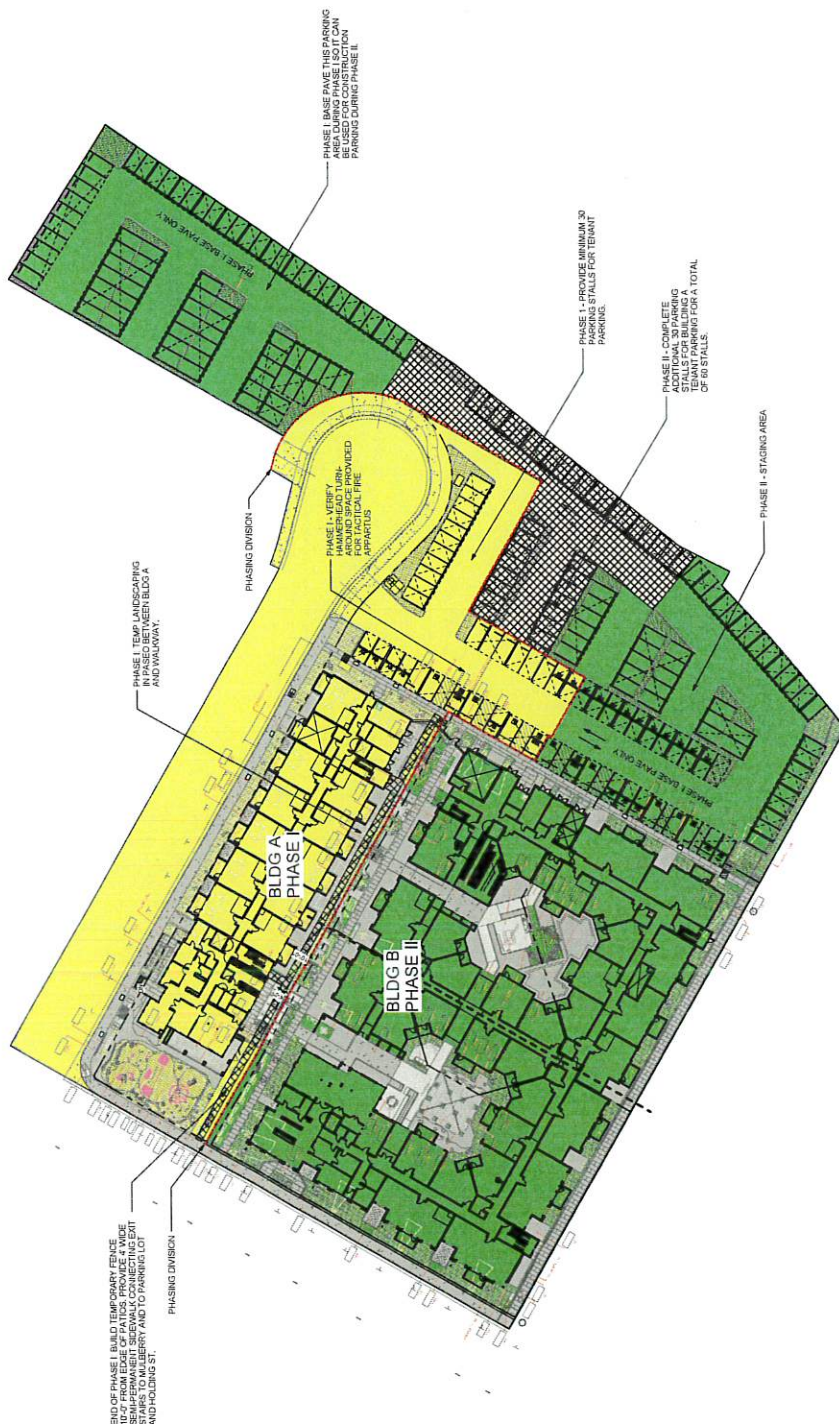 END OF PHASE I: BUILD TEMPORARY FENCE
10'-0" FROM EDGE OF PATIOS. PROVIDE 4' WIDE
SEMI-PERMANENT SIDEWALK CONNECTING EXIT
STAIRS TO MULBERRY AND TO PARKING LOT
AND HOLDING ST.
PHASING DIVISION
PHASE I: TEMP LANDSCAPING
IN PASEO BETWEEN BLDG A
AND WALKWAY.
PHASING DIVISION
PHASE I - VERIFY
HAMMERHEAD TURN-
AROUND SPACE PROVIDED
FOR TACTICAL FIRE
APPARTUS
PHASE I: BASE PAVE THIS PARKING
AREA DURING PHASE I SO IT CAN
BE USED FOR CONSTRUCTION
PARKING DURING PHASE II.
PHASE I: BASE PAVE ONLY
PHASE 1 - PROVIDE MINIMUM 30
PARKING STALLS FOR TENANT
PARKING.
PHASE II - COMPLETE
ADDITIONAL 30 PARKING
STALLS FOR BUILDING A
TENANT PARKING FOR A TOTAL
OF 60 STALLS.
PHASE II - STAGING AREA
PHASE I: BASE PAVE ONLY
BLDG A
PHASE I
BLDG B
PHASE II